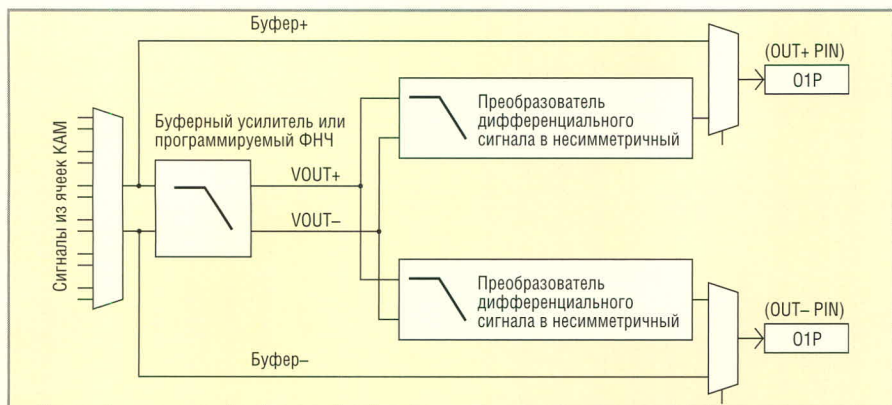 Буфер+
(OUT+ PIN)
O1P
Преобразователь
дифференциального
сигнала в несимметричный
Буферный усилитель или
программируемый ФНЧ
Сигналы из ячеек КАМ
VOUT+
VOUT–
Преобразователь
дифференциального
сигнала в несимметричный
(OUT– PIN)
O1P
Буфер–